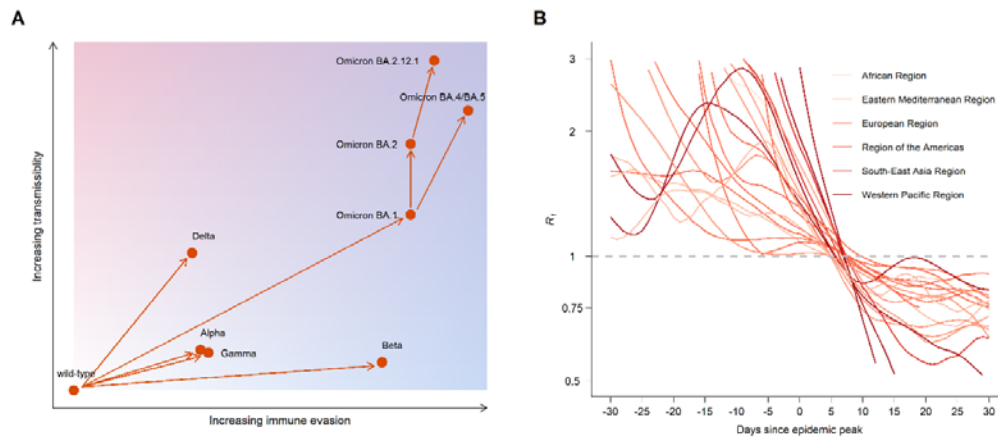 A
Increasing transmissibility
Omicron BA.2.12.1
Omicron BA.4/BA.5
Omicron BA.2
Omicron BA.1
Delta
Alpha
Gamma
Beta
wild-type
Increasing immune evasion
B
3
2
1
0.75
0.5
Rt
African Region
Eastern Mediterranean Region
European Region
Region of the Americas
South-East Asia Region
Western Pacific Region
-30 -25 -20 -15 -10 -5 0 5 10 15 20 25 30
Days since epidemic peak